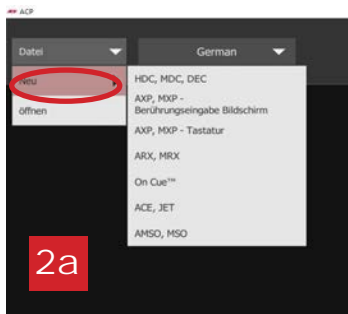 ACP
Datei German
Neu
öffnen
HDC, MDC, DEC
AXP, MXP -
Berührungseingabe Bildschirm
AXP, MXP - Tastatur
ARX, MRX
On Cue™
ACE, JET
AMSO, MSO
2a